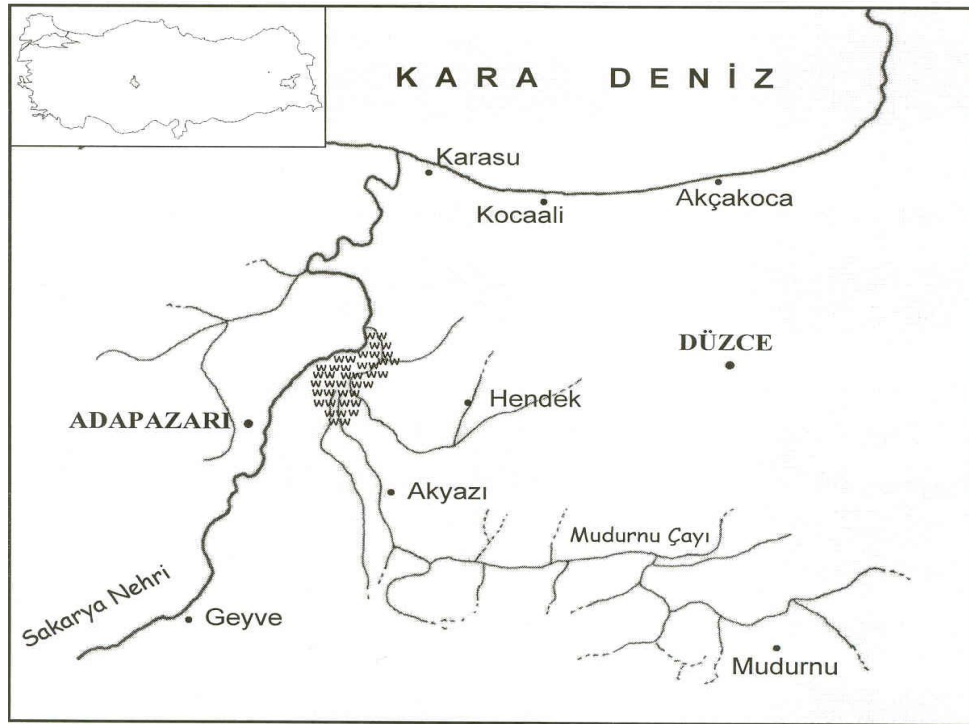 KARA DENİZ
Karasu
Kocaali
Akçakoca
DÜZCE
Hendek
ADAPAZARI
Akyazı
Mudurnu Çayı
Sakarya Nehri
Geyve
Mudurnu